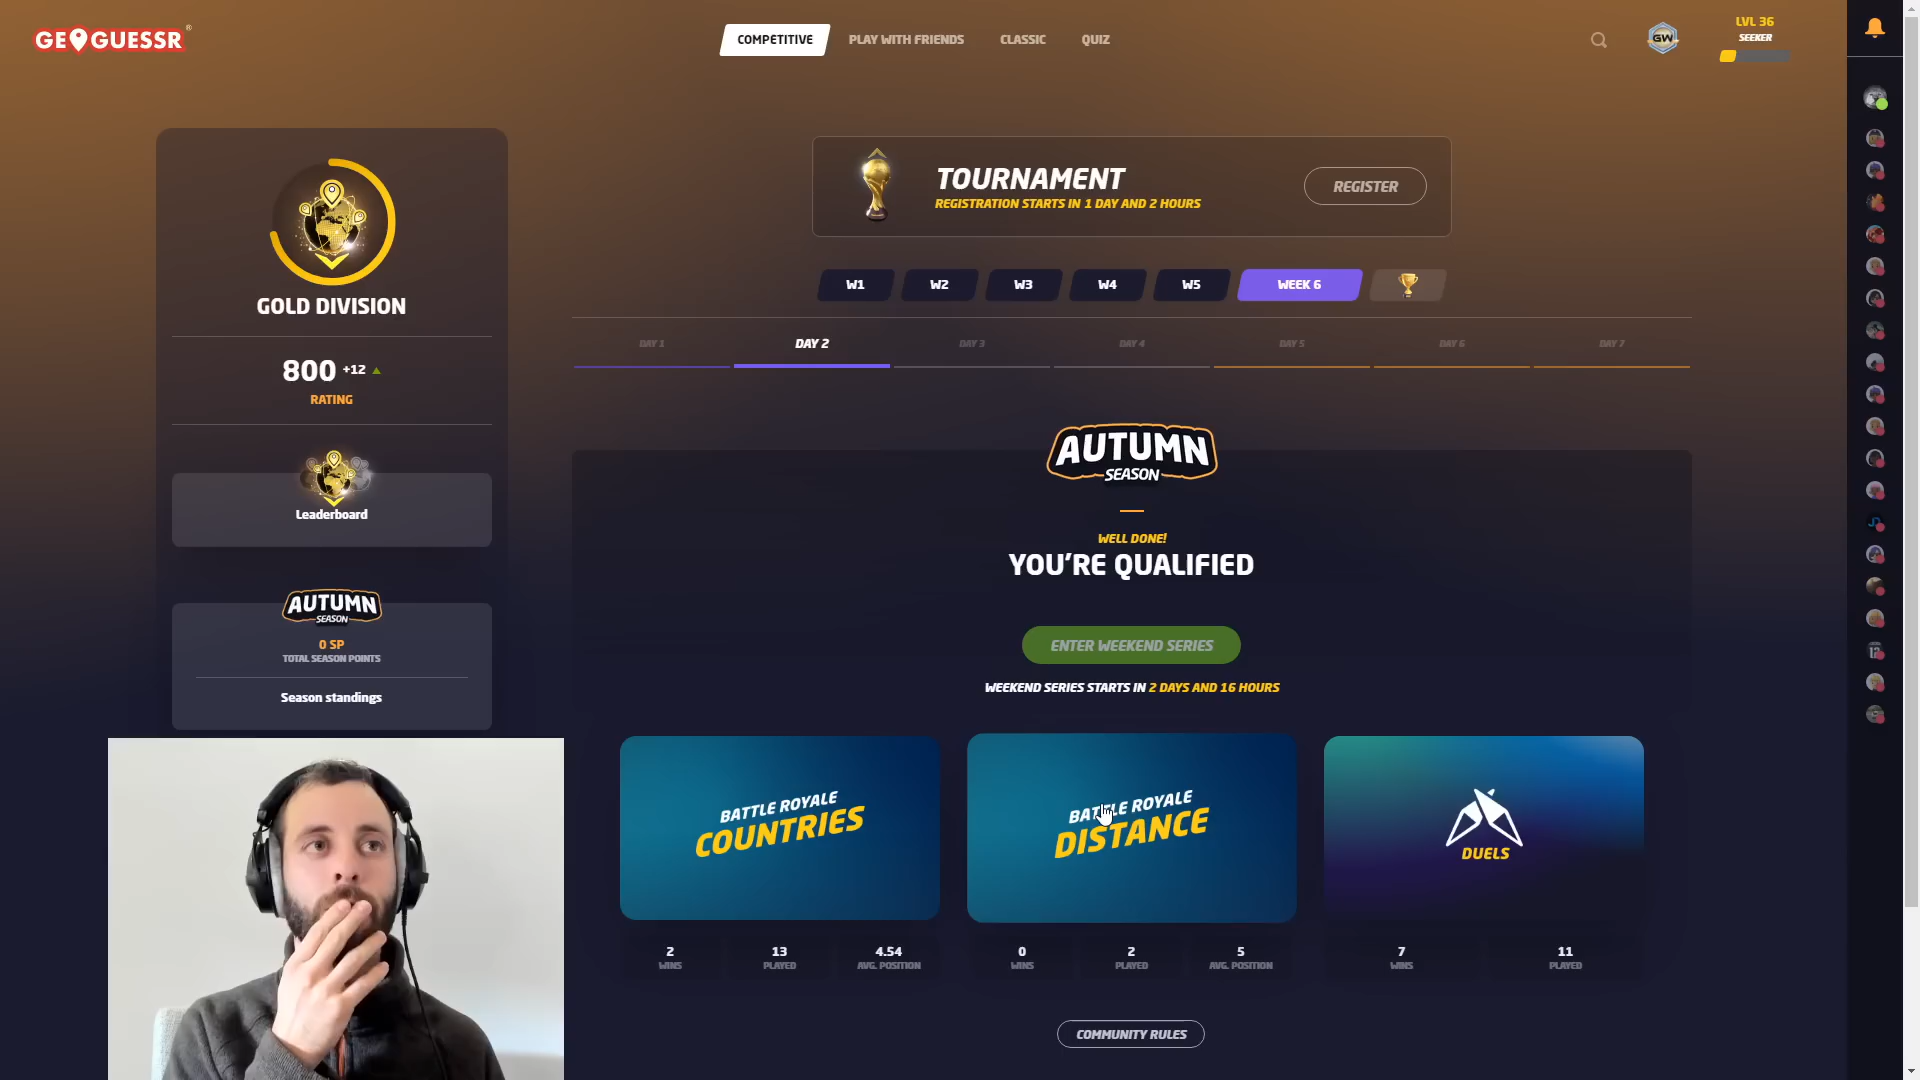 GEOGUESSR®
COMPETITIVE
PLAY WITH FRIENDS
CLASSIC
QUIZ
GW
LVL 36
SEEKER
GOLD DIVISION
800 +12
RATING
Leaderboard
AUTUMN
SEASON
0 SP
TOTAL SEASON POINTS
Season standings
TOURNAMENT
REGISTRATION STARTS IN 1 DAY AND 2 HOURS
REGISTER
W1
W2
W3
W4
W5
WEEK 6
DAY 1
DAY 2
DAY 3
DAY 4
DAY 5
DAY 6
DAY 7
AUTUMN
SEASON
WELL DONE!
YOU'RE QUALIFIED
ENTER WEEKEND SERIES
WEEKEND SERIES STARTS IN 2 DAYS AND 16 HOURS
BATTLE ROYALE
COUNTRIES
2
WINS
13
PLAYED
4.54
AVG. POSITION
BATTLE ROYALE
DISTANCE
0
WINS
2
PLAYED
5
AVG. POSITION
DUELS
7
WINS
11
PLAYED
COMMUNITY RULES